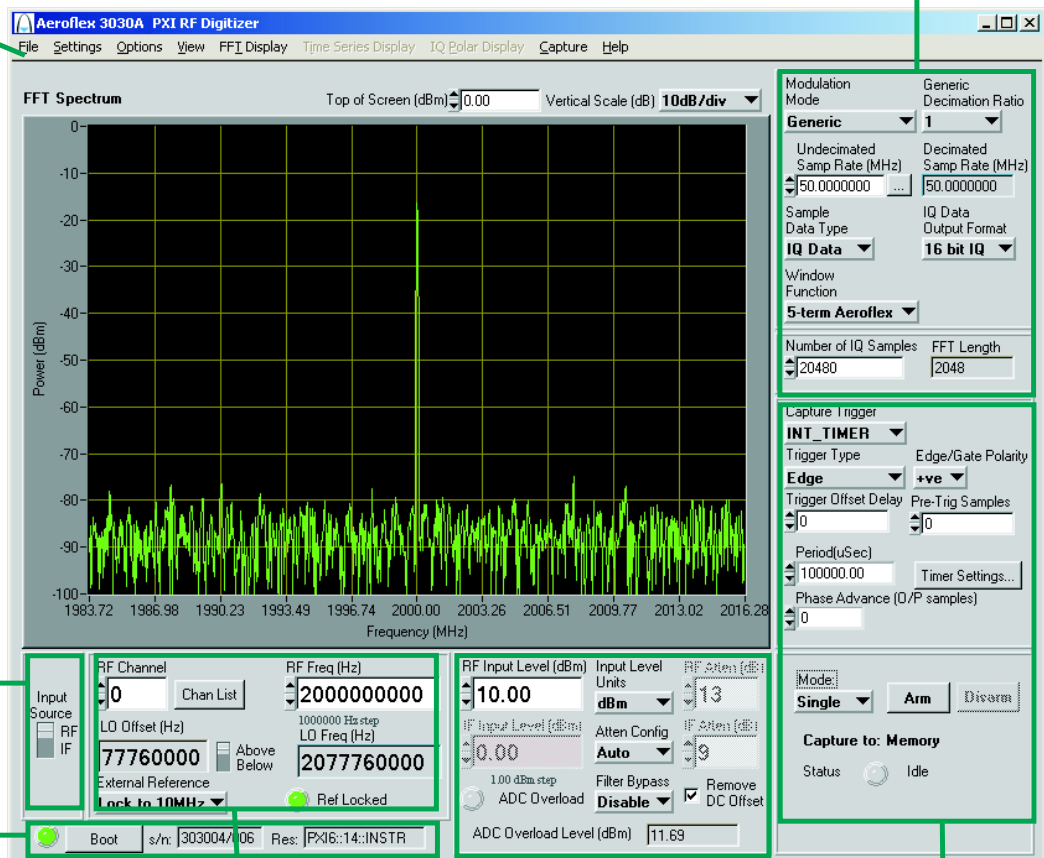 Aeroflex 3030A PXI RF Digitizer
File Settings Options View FFT Display Time Series Display IQ Polar Display Capture Help
FFT Spectrum
Top of Screen (dBm) 0.00 Vertical Scale (dB) 10dB/div
Power (dBm)
0
-10
-20
-30
-40
-50
-60
-70
-80
-90
-100
1983.72 1986.98 1990.23 1993.49 1996.74 2000.00 2003.26 2006.51 2009.77 2013.02 2016.28
Frequency (MHz)
Modulation Mode
Generic
Generic Decimation Ratio
1
Undecimated Samp Rate (MHz)
50.0000000 ...
Decimated Samp Rate (MHz)
50.0000000
Sample Data Type
IQ Data
IQ Data Output Format
16 bit IQ
Window Function
5-term Aeroflex
Number of IQ Samples
20480
FFT Length
2048
Capture Trigger
INT_TIMER
Trigger Type
Edge
Edge/Gate Polarity
+ve
Trigger Offset Delay
0
Pre-Trig Samples
0
Period(uSec)
100000.00
Timer Settings...
Phase Advance (O/P samples)
0
Mode:
Single
Arm
Disarm
Capture to: Memory
Status Idle
Input Source
RF
IF
RF Channel
0
Chan List
RF Freq (Hz)
2000000000
1000000 Hz step
LO Offset (Hz)
77760000
Above
Below
LO Freq (Hz)
2077760000
External Reference
Lock to 10MHz
Ref Locked
Boot s/n: 303004/006 Res: PXI6::14::INSTR
RF Input Level (dBm)
10.00
Input Level Units
dBm
RF Atten (dB)
13
IF Input Level (dBm)
0.00
Atten Config
Auto
IF Atten (dB)
9
1.00 dBm step
ADC Overload
Filter Bypass
Disable
Remove DC Offset
ADC Overload Level (dBm) 11.69